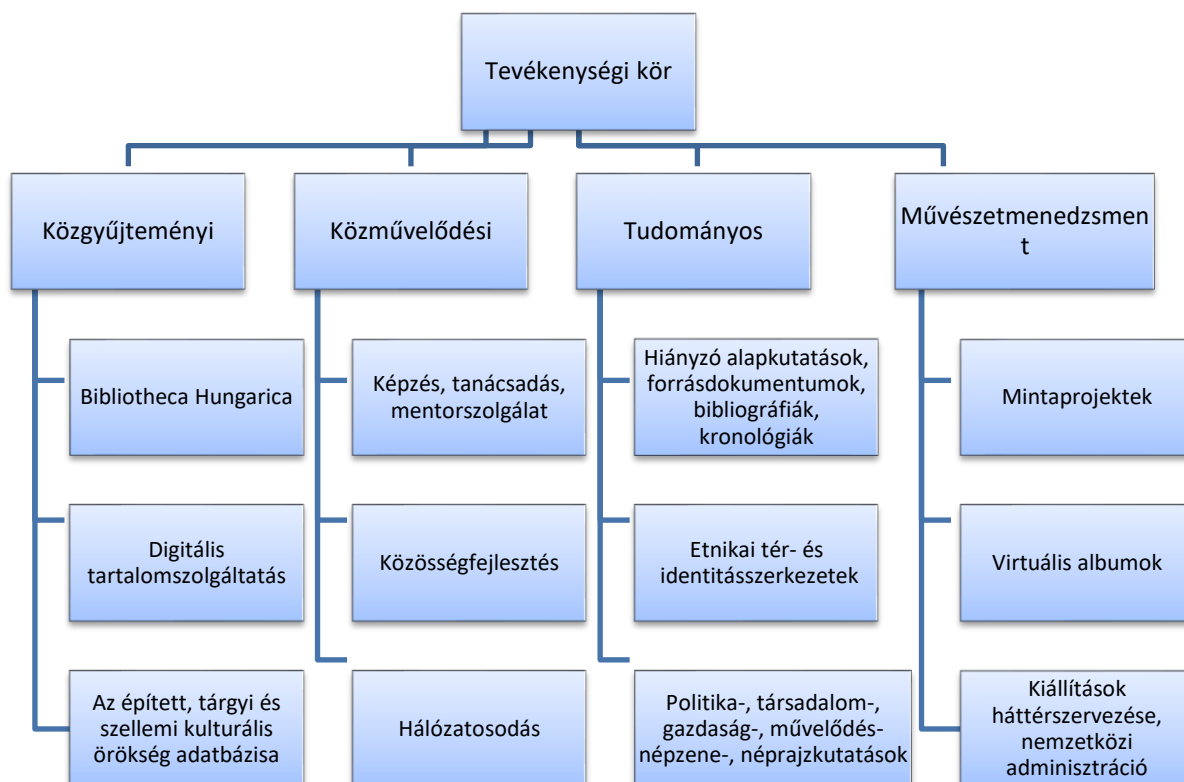 Tevékenységi kör
Közgyűjteményi
Közművelődési
Tudományos
Művészetmenedzsmen
t
Bibliotheca Hungarica
Képzés, tanácsadás,
mentorszolgálat
Hiányzó alapkutatások,
forrásdokumentumok,
bibliográfiák,
kronológiák
Mintaprojektek
Digitális
tartalomszolgáltatás
Közösségfejlesztés
Etnikai tér- és
identitásszerkezetek
Virtuális albumok
Az épített, tárgyi és
szellemi kulturális
örökség adatbázisa
Hálózatosodás
Politika-, társadalom-,
gazdaság-, művelődés-
népzene-, néprajzkutatások
Kiállítások
háttérszervezése,
nemzetközi
adminisztráció